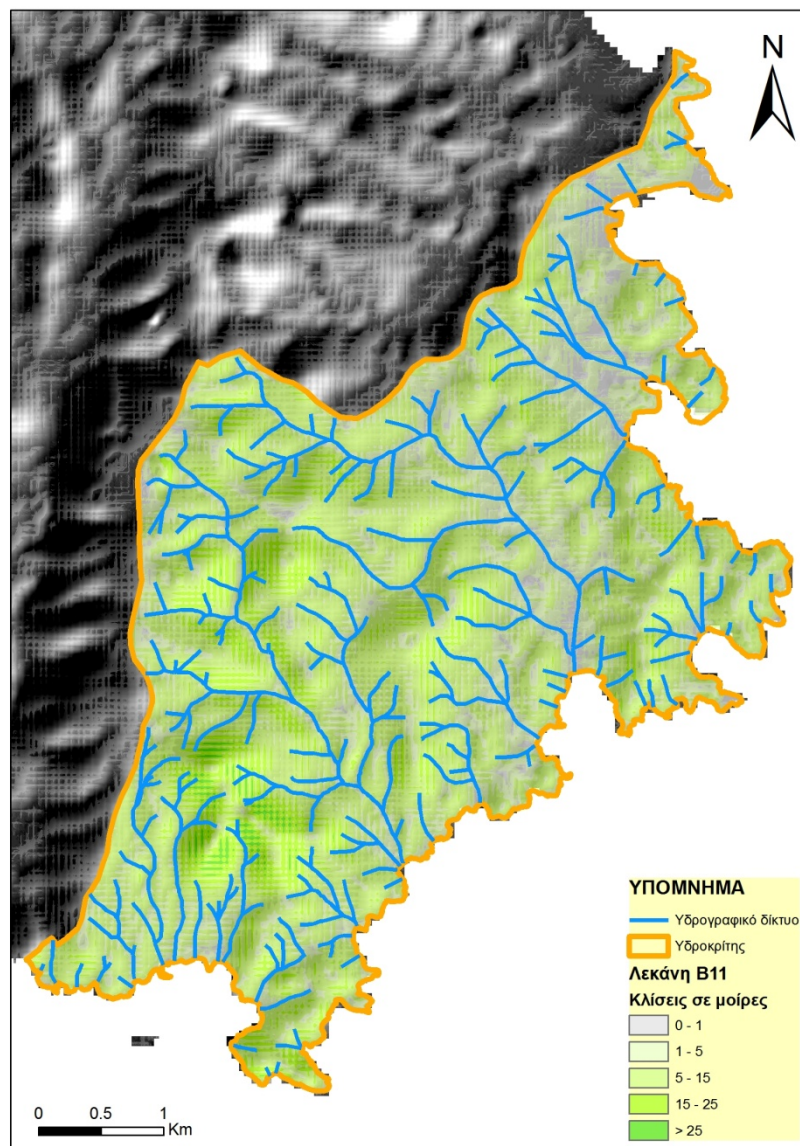 N
ΥΠΟΜΝΗΜΑ
Υδρογραφικό δίκτυο
Υδροκρίτης
Λεκάνη Β11
Κλίσεις σε μοίρες
0 - 1
1 - 5
5 - 15
15 - 25
> 25
0 0.5 1
Km